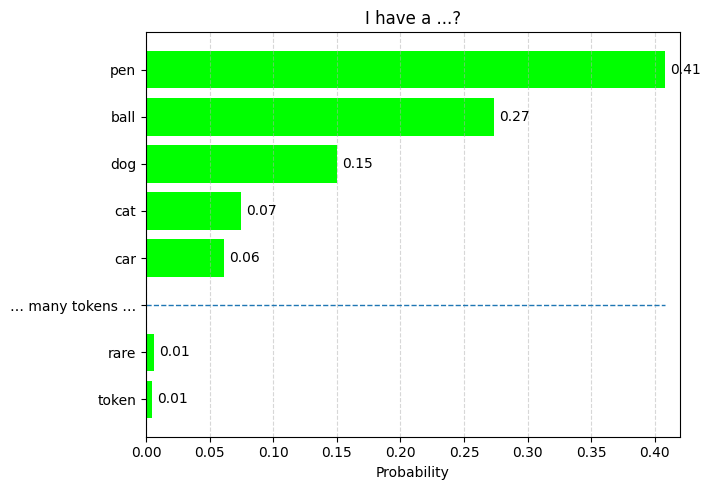 I have a ...?
pen
0.41
ball
0.27
dog
0.15
cat
0.07
car
0.06
... many tokens ...
rare
0.01
token
0.01
0.00 0.05 0.10 0.15 0.20 0.25 0.30 0.35 0.40
Probability